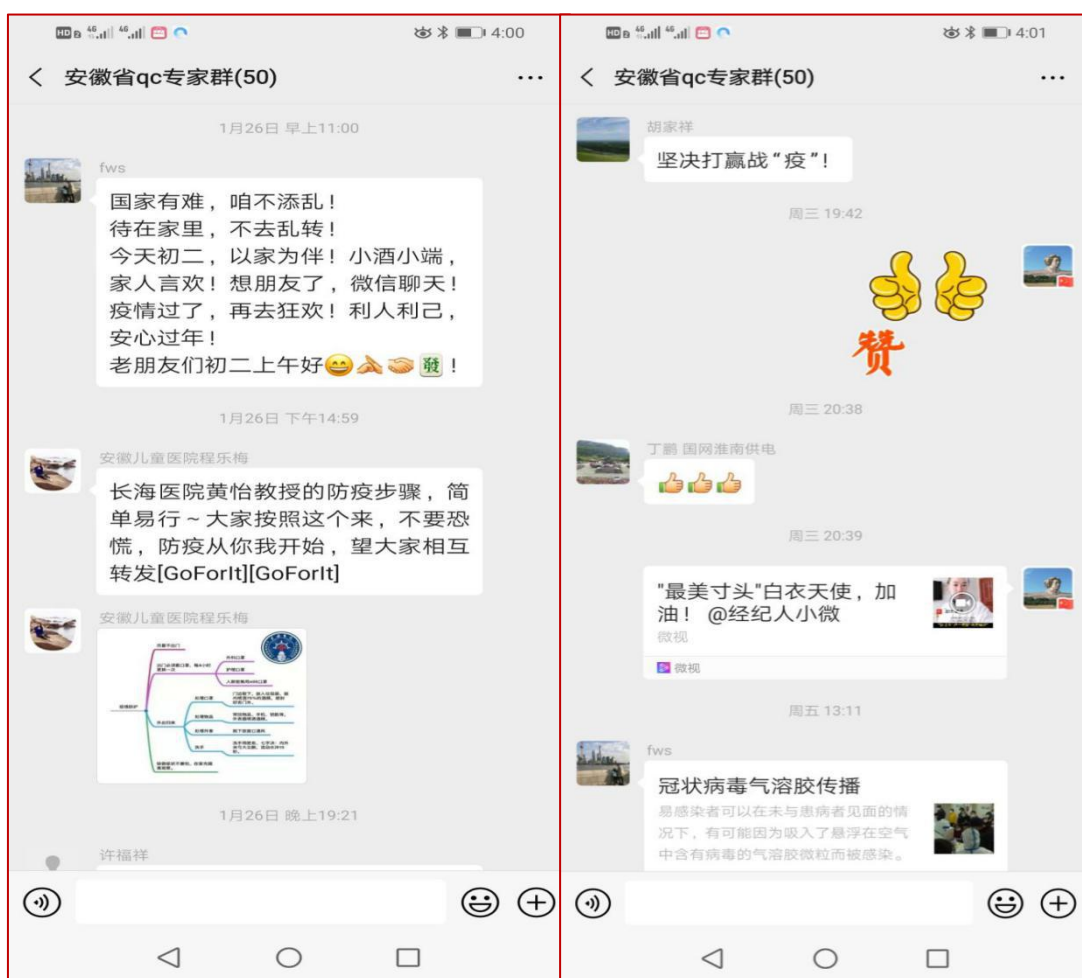 HD 46 46 4:00
安徽省qc专家群(50)
1月26日 早上11:00
fws
国家有难，咱不添乱！
待在家里，不去乱转！
今天初二，以家为伴！小酒小端，
家人言欢！想朋友了，微信聊天！
疫情过了，再去狂欢！利人利己，
安心过年！
老朋友们初二上午好😄🙏🤝發！
1月26日 下午14:59
安徽儿童医院程乐梅
长海医院黄怡教授的防疫步骤，简
单易行~大家按照这个来，不要恐
慌，防疫从你我开始，望大家相互
转发[GoForIt][GoForIt]
安徽儿童医院程乐梅
1月26日 晚上19:21
许福祥
HD 46 46 4:01
安徽省qc专家群(50)
胡家祥
坚决打赢战“疫”！
周三 19:42
赞
周三 20:38
丁鹏 国网淮南供电
👍👍👍
周三 20:39
"最美寸头"白衣天使，加
油！ @经纪人小微
微视
微视
周五 13:11
fws
冠状病毒气溶胶传播
易感染者可以在未与患病者见面的情
况下，有可能因为吸入了悬浮在空气
中含有病毒的气溶胶微粒而被感染。